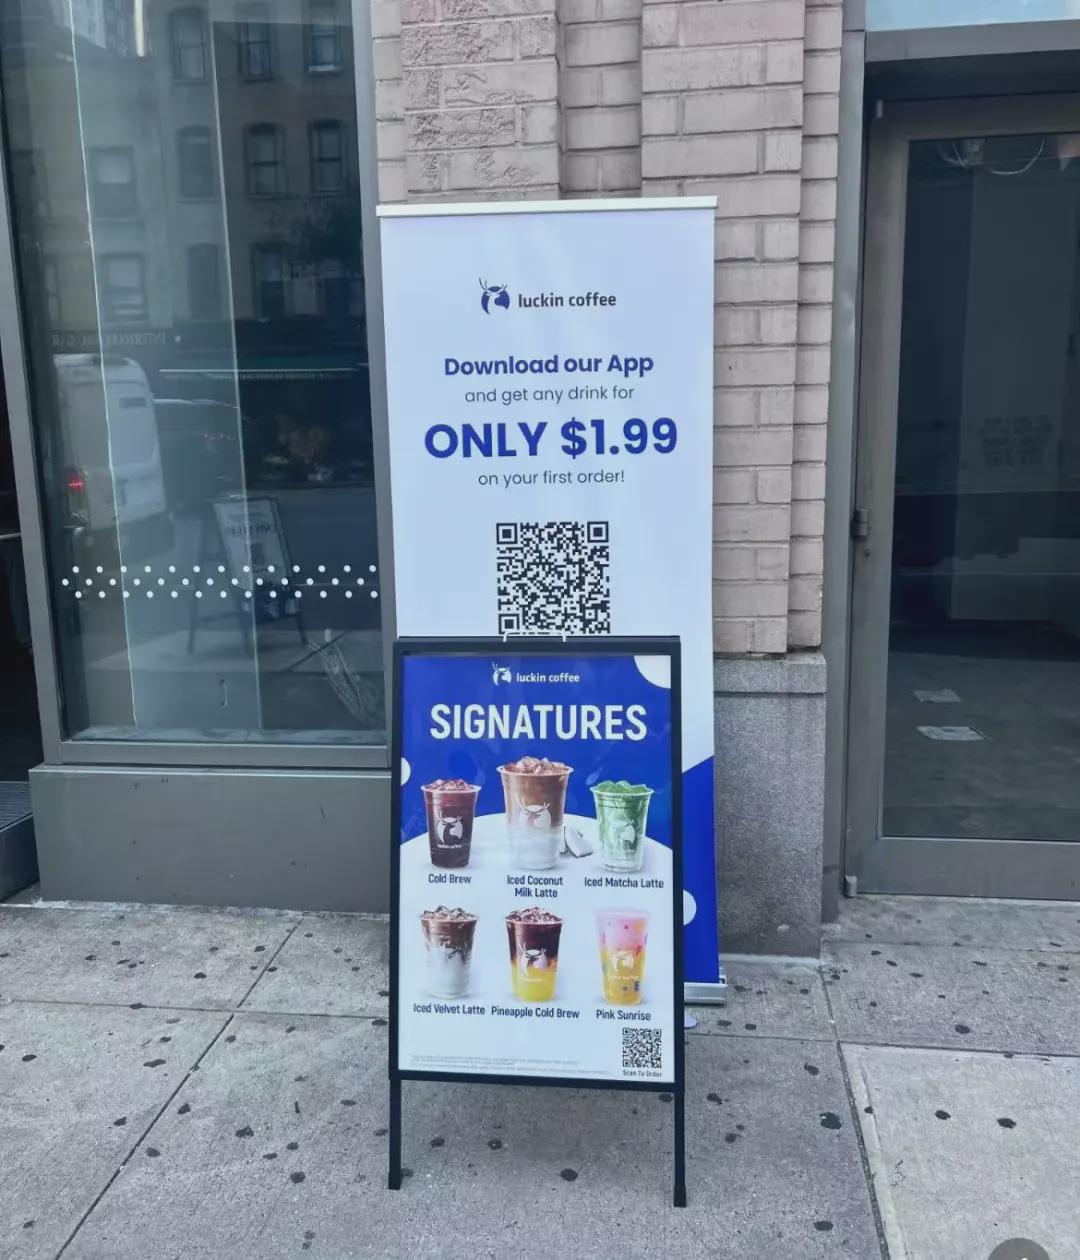 luckin coffee
Download our App
and get any drink for
ONLY $1.99
on your first order!
luckin coffee
SIGNATURES
Cold Brew
Iced Coconut
Milk Latte
Iced Matcha Latte
Iced Velvet Latte
Pineapple Cold Brew
Pink Sunrise
Scan To Order